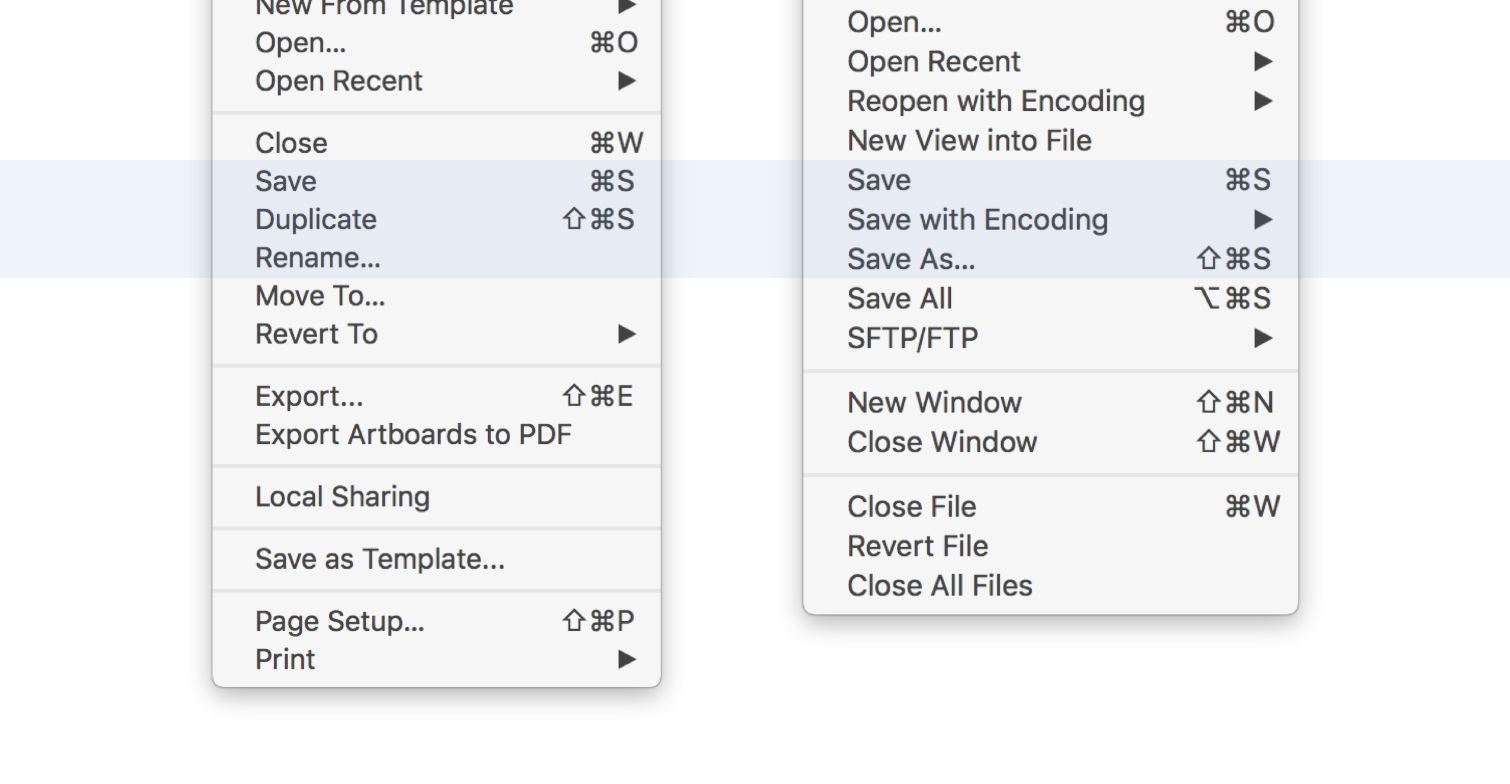 New From Template ▶
Open... ⌘O
Open Recent ▶
Close ⌘W
Save ⌘S
Duplicate ⇧⌘S
Rename...
Move To...
Revert To ▶
Export... ⇧⌘E
Export Artboards to PDF
Local Sharing
Save as Template...
Page Setup... ⇧⌘P
Print ▶
Open... ⌘O
Open Recent ▶
Reopen with Encoding ▶
New View into File
Save ⌘S
Save with Encoding ▶
Save As... ⇧⌘S
Save All ⌥⌘S
SFTP/FTP ▶
New Window ⇧⌘N
Close Window ⇧⌘W
Close File ⌘W
Revert File
Close All Files